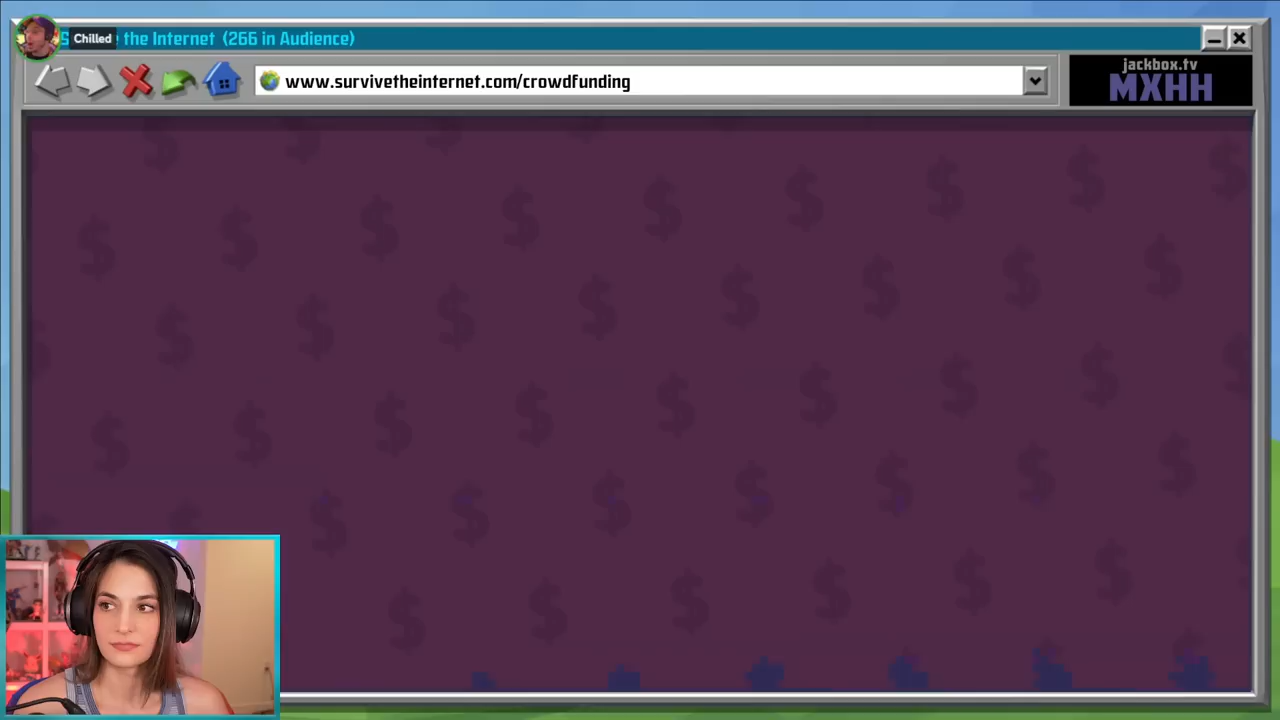 Chilled
the Internet (266 in Audience)
www.survivetheinternet.com/crowdfunding
jackbox.tv
MXHH